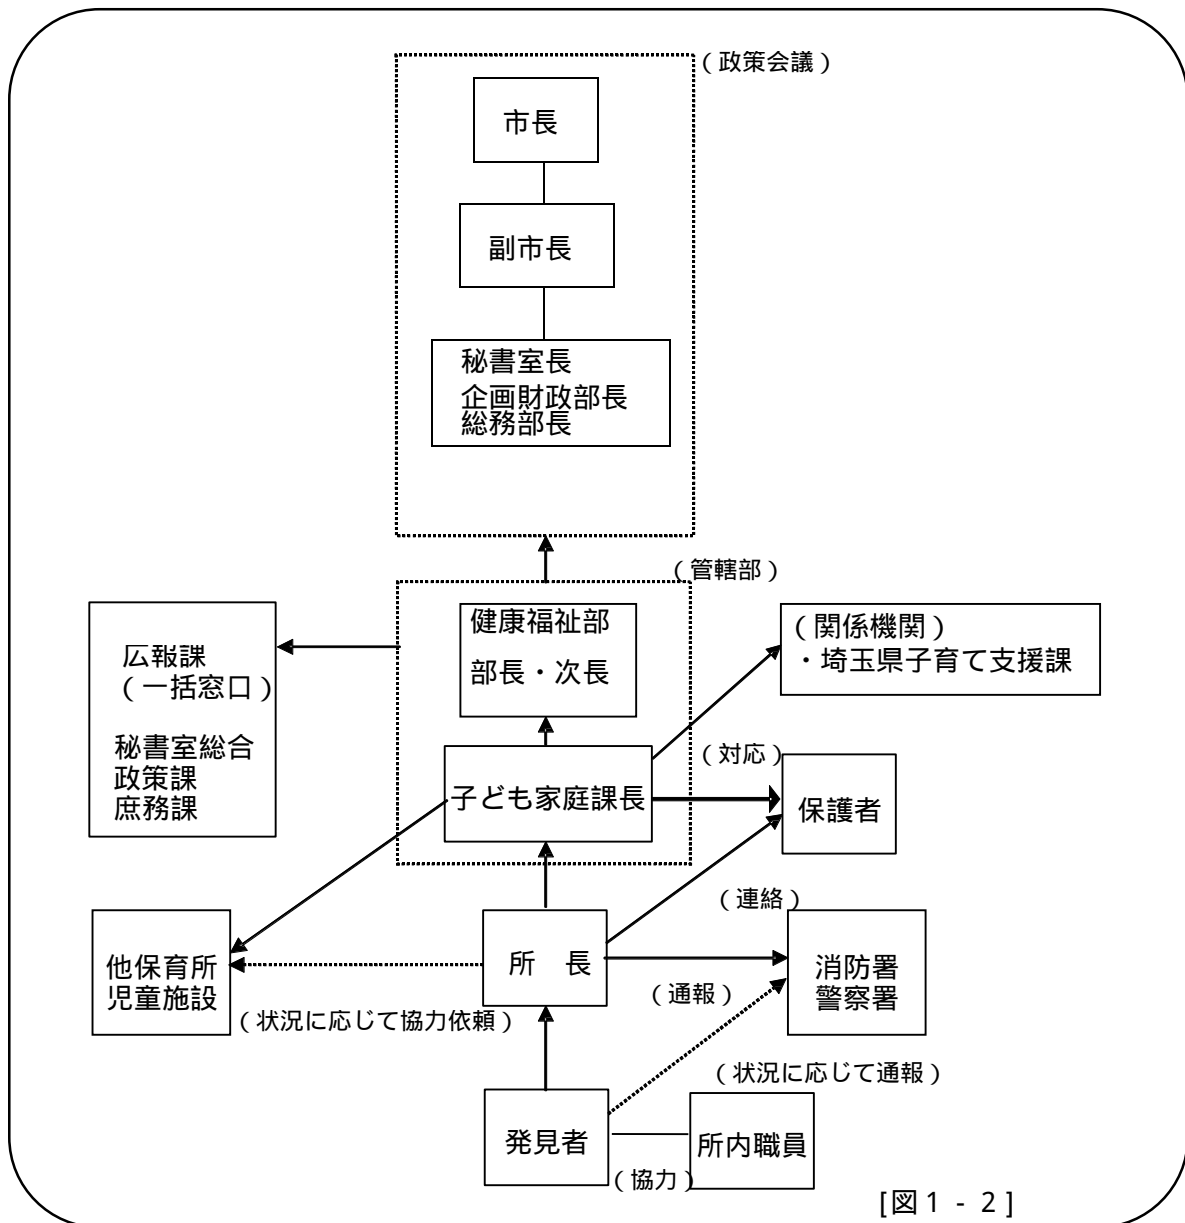 （政策会議）
市長
副市長
秘書室長
企画財政部長
総務部長
（管轄部）
健康福祉部
部長・次長
広報課
（一括窓口）
秘書室総合
政策課
庶務課
（関係機関）
・埼玉県子育て支援課
（対応）
子ども家庭課長
保護者
（連絡）
他保育所
児童施設
所　長
消防署
警察署
（通報）
（状況に応じて協力依頼）
（状況に応じて通報）
発見者
所内職員
（協力）
[図１‐２]